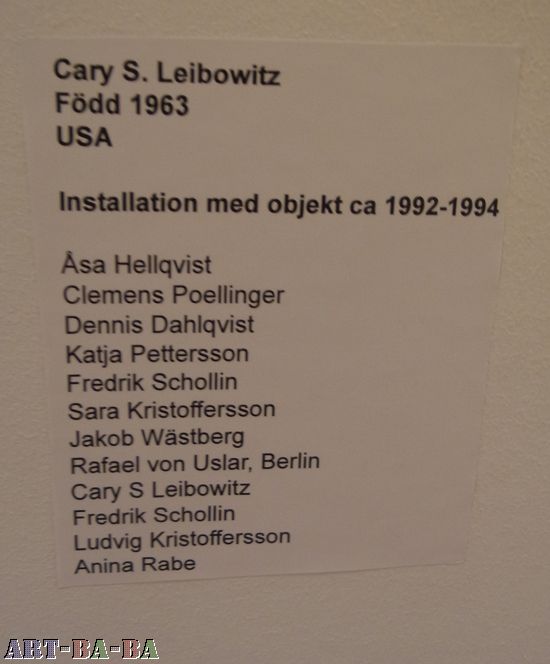 Cary S. Leibowitz
Född 1963
USA
Installation med objekt ca 1992-1994
Åsa Hellqvist
Clemens Poellinger
Dennis Dahlqvist
Katja Pettersson
Fredrik Schollin
Sara Kristoffersson
Jakob Wästberg
Rafael von Uslar, Berlin
Cary S Leibowitz
Fredrik Schollin
Ludvig Kristoffersson
Anina Rabe
ART-BA-BA